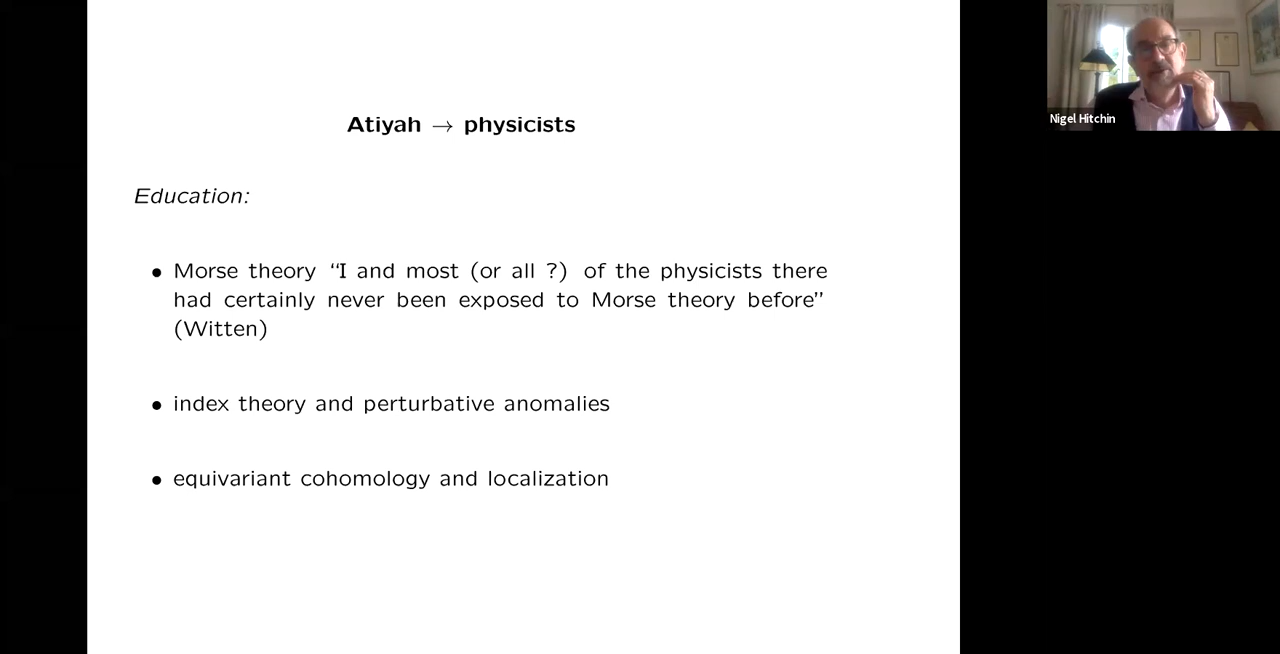 Atiyah → physicists
Education:
• Morse theory “I and most (or all ?) of the physicists there
had certainly never been exposed to Morse theory before”
(Witten)
• index theory and perturbative anomalies
• equivariant cohomology and localization
Nigel Hitchin